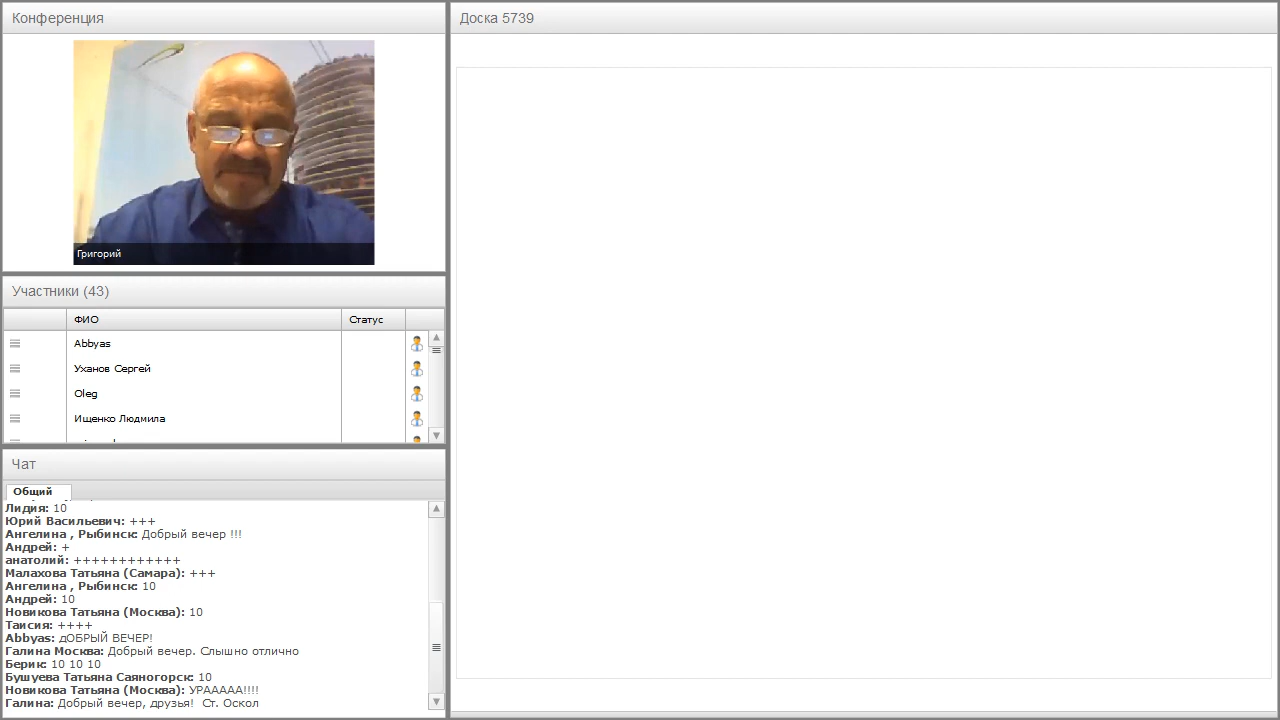 Конференция
Григорий
Участники (43)
ФИО Статус
Abbyas
Уханов Сергей
Oleg
Ищенко Людмила
Чат
Общий
Лидия: 10
Юрий Васильевич: +++
Ангелина , Рыбинск: Добрый вечер !!!
Андрей: +
анатолий: ++++++++++++
Малахова Татьяна (Самара): +++
Ангелина , Рыбинск: 10
Андрей: 10
Новикова Татьяна (Москва): 10
Таисия: ++++
Abbyas: дОБРЫЙ ВЕЧЕР!
Галина Москва: Добрый вечер. Слышно отлично
Берик: 10 10 10
Бушуева Татьяна Саяногорск: 10
Новикова Татьяна (Москва): УРААААА!!!!
Галина: Добрый вечер, друзья!  Ст. Оскол
Доска 5739